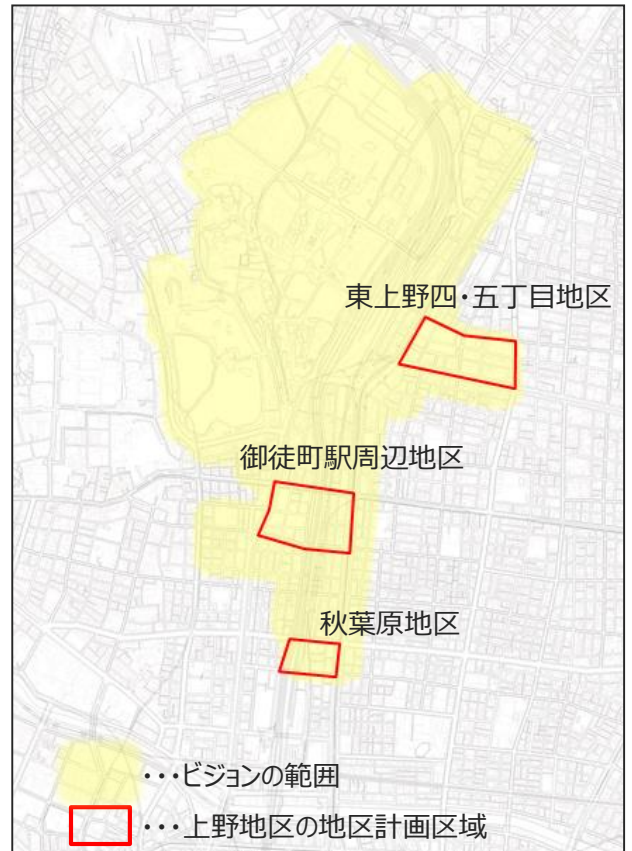 東上野四・五丁目地区
御徒町駅周辺地区
秋葉原地区
・・・ビジョンの範囲
・・・上野地区の地区計画区域